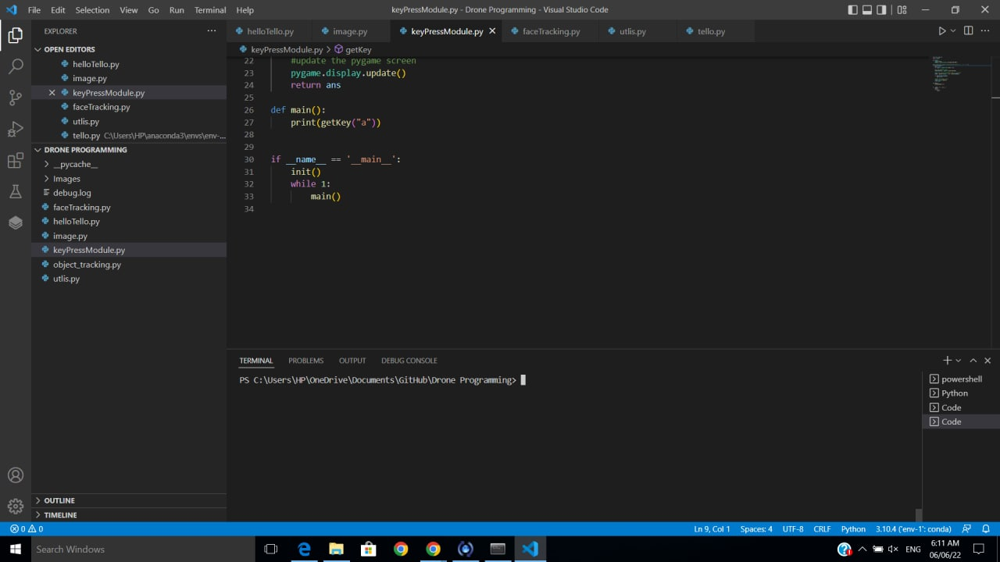 File Edit Selection View Go Run Terminal Help
keyPressModule.py - Drone Programming - Visual Studio Code
EXPLORER
helloTello.py image.py keyPressModule.py faceTracking.py utlis.py tello.py
OPEN EDITORS
helloTello.py
image.py
keyPressModule.py
faceTracking.py
utlis.py
tello.py C:\Users\HP\anaconda3\envs\env-...
DRONE PROGRAMMING
__pycache__
Images
debug.log
faceTracking.py
helloTello.py
image.py
keyPressModule.py
object_tracking.py
utlis.py
OUTLINE
TIMELINE
keyPressModule.py > getKey
22 #update the pygame screen
23 pygame.display.update()
24 return ans
25
26 def main():
27 print(getKey("a"))
28
29
30 if __name__ == '__main__':
31 init()
32 while 1:
33 main()
34
TERMINAL PROBLEMS OUTPUT DEBUG CONSOLE
PS C:\Users\HP\OneDrive\Documents\GitHub\Drone Programming>
powershell
Python
Code
Code
0 0
Ln 9, Col 1 Spaces: 4 UTF-8 CRLF Python 3.10.4 ('env-1': conda)
Search Windows
ENG
6:11 AM
06/06/22